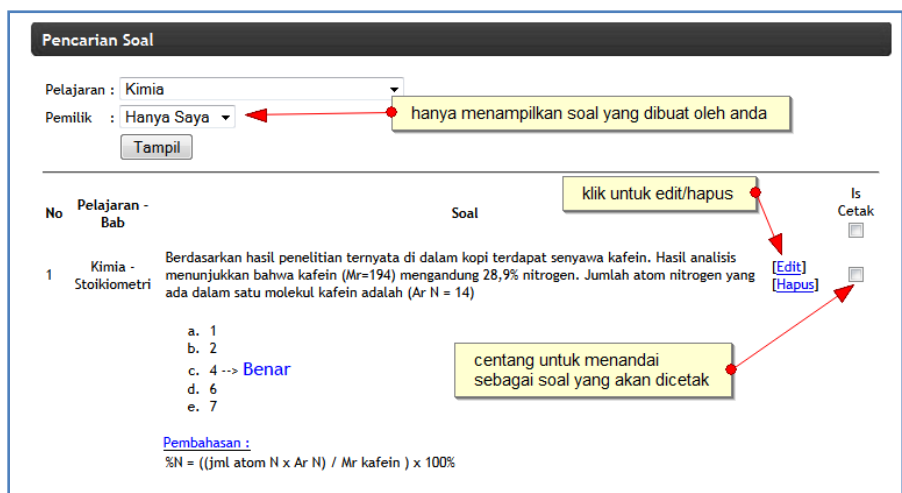 Pencarian Soal
Pelajaran : Kimia
Pemilik : Hanya Saya
hanya menampilkan soal yang dibuat oleh anda
Tampil
klik untuk edit/hapus
No Pelajaran - Bab Soal Is Cetak
1 Kimia - Stoikiometri
Berdasarkan hasil penelitian ternyata di dalam kopi terdapat senyawa kafein. Hasil analisis
menunjukkan bahwa kafein (Mr=194) mengandung 28,9% nitrogen. Jumlah atom nitrogen yang
ada dalam satu molekul kafein adalah (Ar N = 14)
[Edit]
[Hapus]
a. 1
b. 2
c. 4 --> Benar
d. 6
e. 7
centang untuk menandai
sebagai soal yang akan dicetak
Pembahasan :
%N = ((jml atom N x Ar N) / Mr kafein ) x 100%